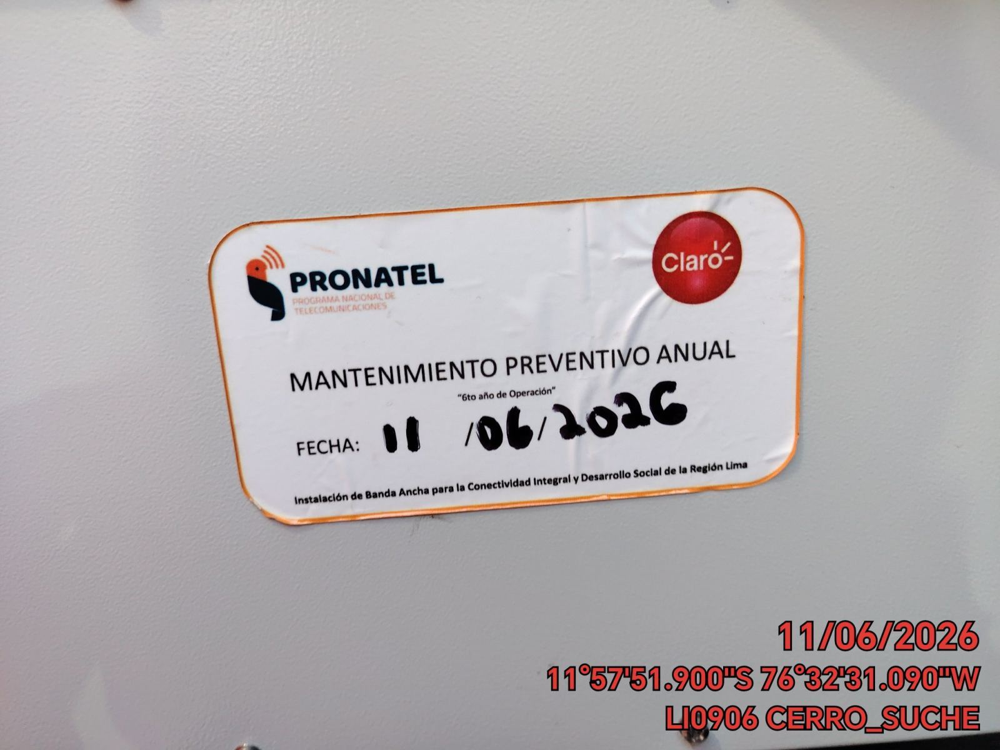 PRONATEL
PROGRAMA NACIONAL DE
TELECOMUNICACIONES
Claro
MANTENIMIENTO PREVENTIVO ANUAL
"6to año de Operación"
FECHA: 11 /06/2026
Instalación de Banda Ancha para la Conectividad Integral y Desarrollo Social de la Región Lima
11/06/2026
11°57'51.900"S 76°32'31.090"W
LI0906 CERRO_SUCHE